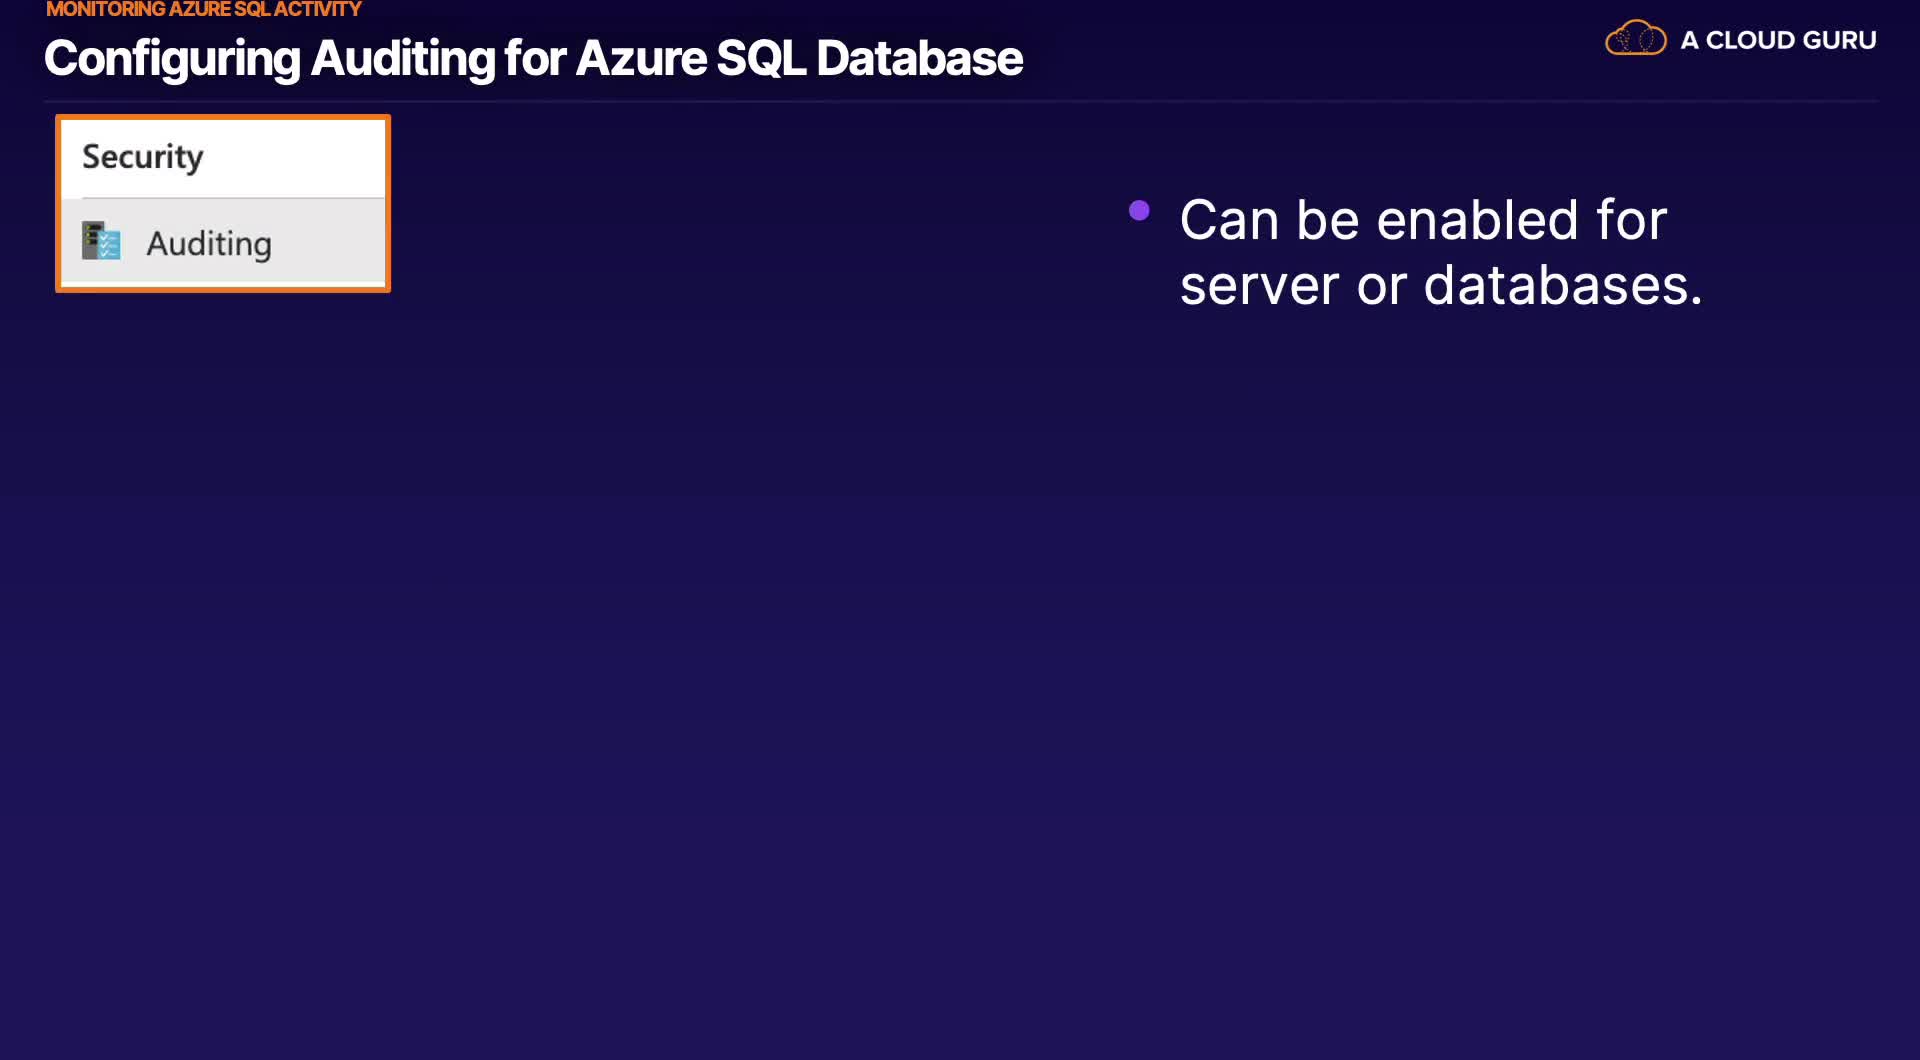 MONITORING AZURE SQL ACTIVITY
Configuring Auditing for Azure SQL Database
A CLOUD GURU
Security
Auditing
Can be enabled for
server or databases.